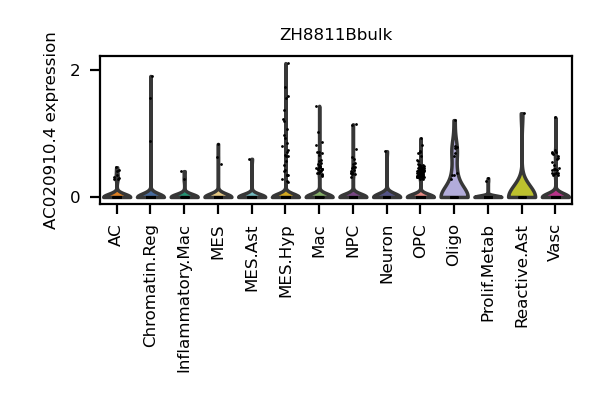 ZH8811Bbulk
AC020910.4 expression
2
0
AC
Chromatin.Reg
Inflammatory.Mac
MES
MES.Ast
MES.Hyp
Mac
NPC
Neuron
OPC
Oligo
Prolif.Metab
Reactive.Ast
Vasc